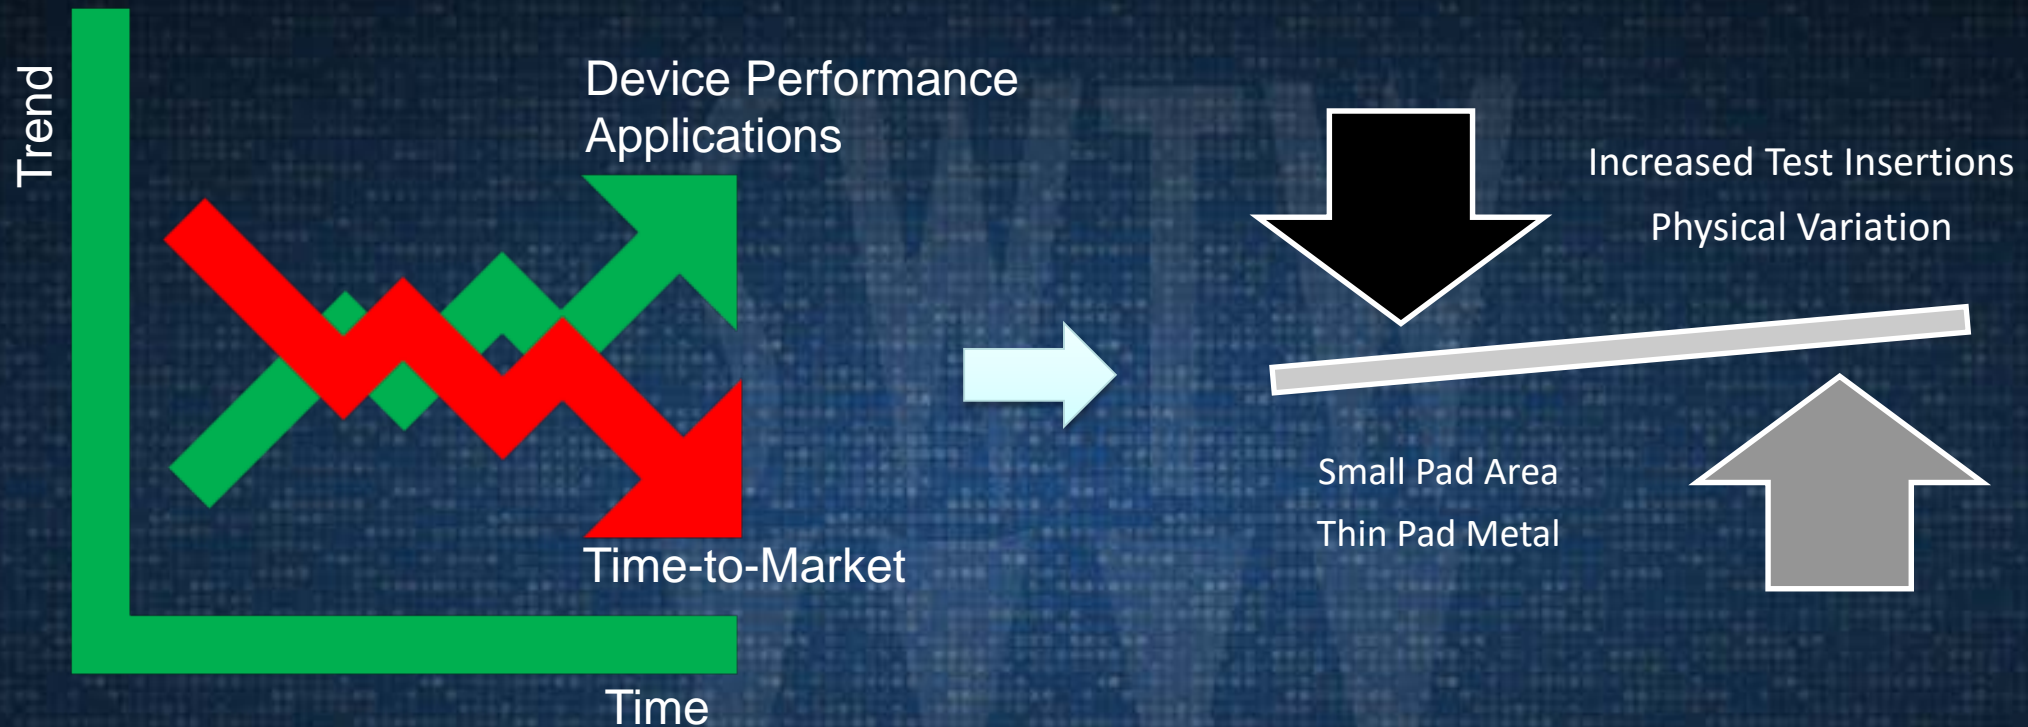 Trend
Device Performance
Applications
Time-to-Market
Time
Increased Test Insertions
Physical Variation
Small Pad Area
Thin Pad Metal